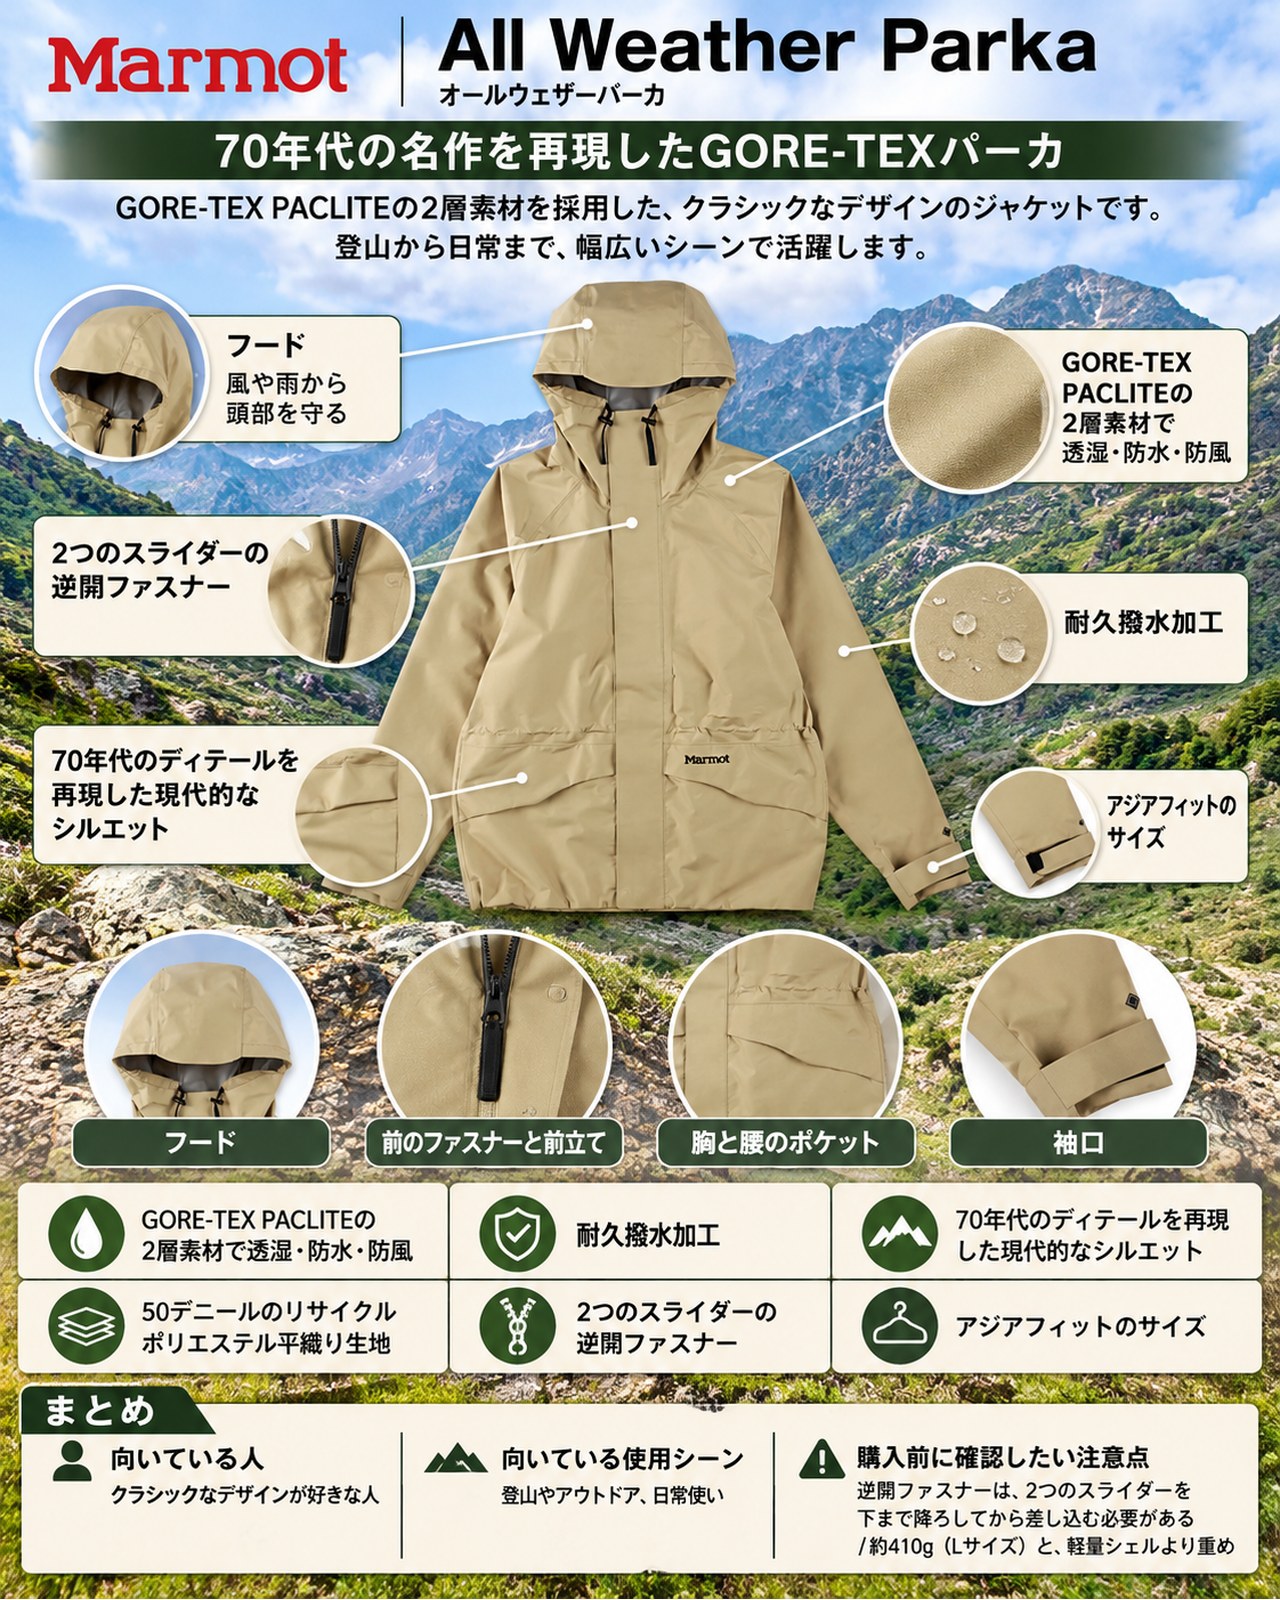 Marmot
All Weather Parka
オールウェザーパーカ
70年代の名作を再現したGORE-TEXパーカ
GORE-TEX PACLITEの2層素材を採用した、クラシックなデザインのジャケットです。
登山から日常まで、幅広いシーンで活躍します。
フード
風や雨から
頭部を守る
GORE-TEX
PACLITEの
2層素材で
透湿・防水・防風
2つのスライダーの
逆開ファスナー
耐久撥水加工
70年代のディテールを
再現した現代的な
シルエット
Marmot
アジアフィットの
サイズ
フード
前のファスナーと前立て
胸と腰のポケット
袖口
GORE-TEX PACLITEの
2層素材で透湿・防水・防風
耐久撥水加工
70年代のディテールを再現
した現代的なシルエット
50デニールのリサイクル
ポリエステル平織り生地
2つのスライダーの
逆開ファスナー
アジアフィットのサイズ
まとめ
向いている人
クラシックなデザインが好きな人
向いている使用シーン
登山やアウトドア、日常使い
購入前に確認したい注意点
逆開ファスナーは、2つのスライダーを
下まで降ろしてから差し込む必要がある
/ 約410g（Lサイズ）と、軽量シェルより重め